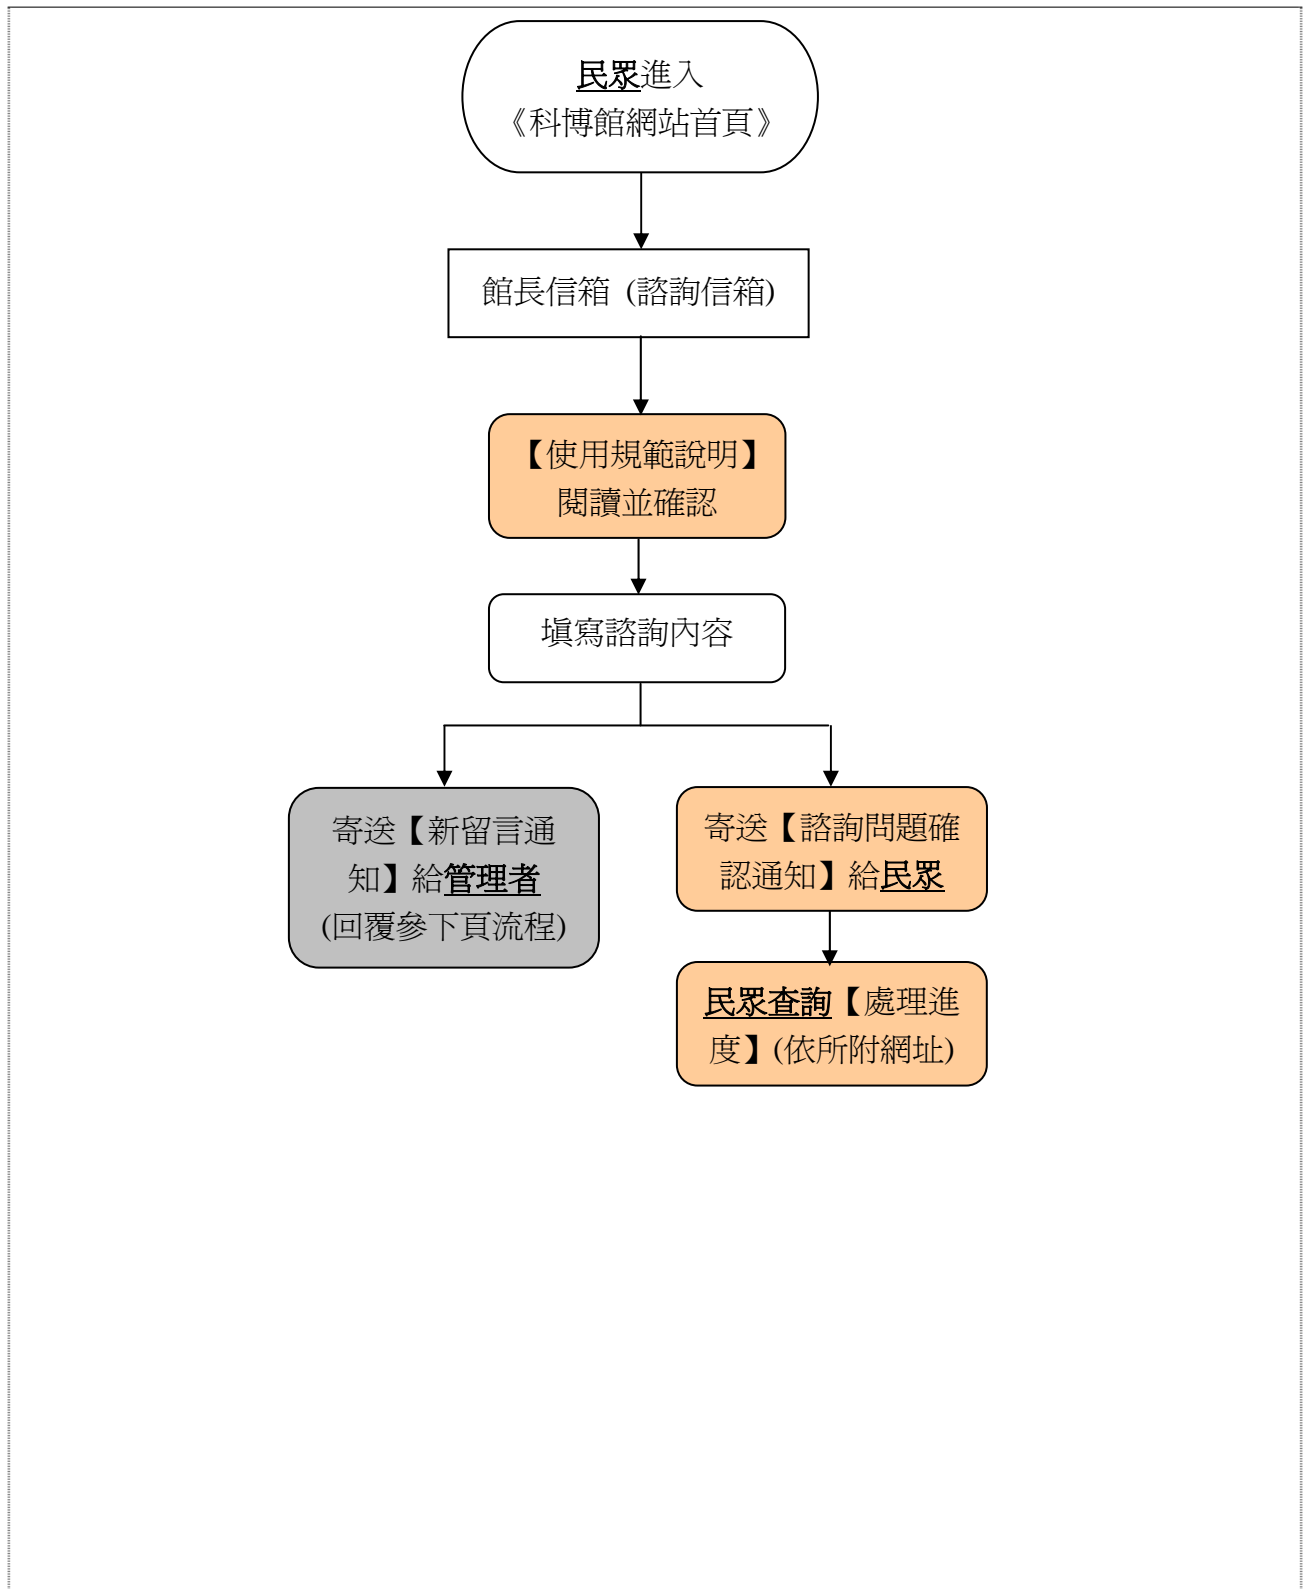 民眾進入
《科博館網站首頁》
館長信箱 (諮詢信箱)
【使用規範說明】
閱讀並確認
填寫諮詢內容
寄送【新留言通
知】給管理者
(回覆參下頁流程)
寄送【諮詢問題確
認通知】給民眾
民眾查詢【處理進
度】(依所附網址)